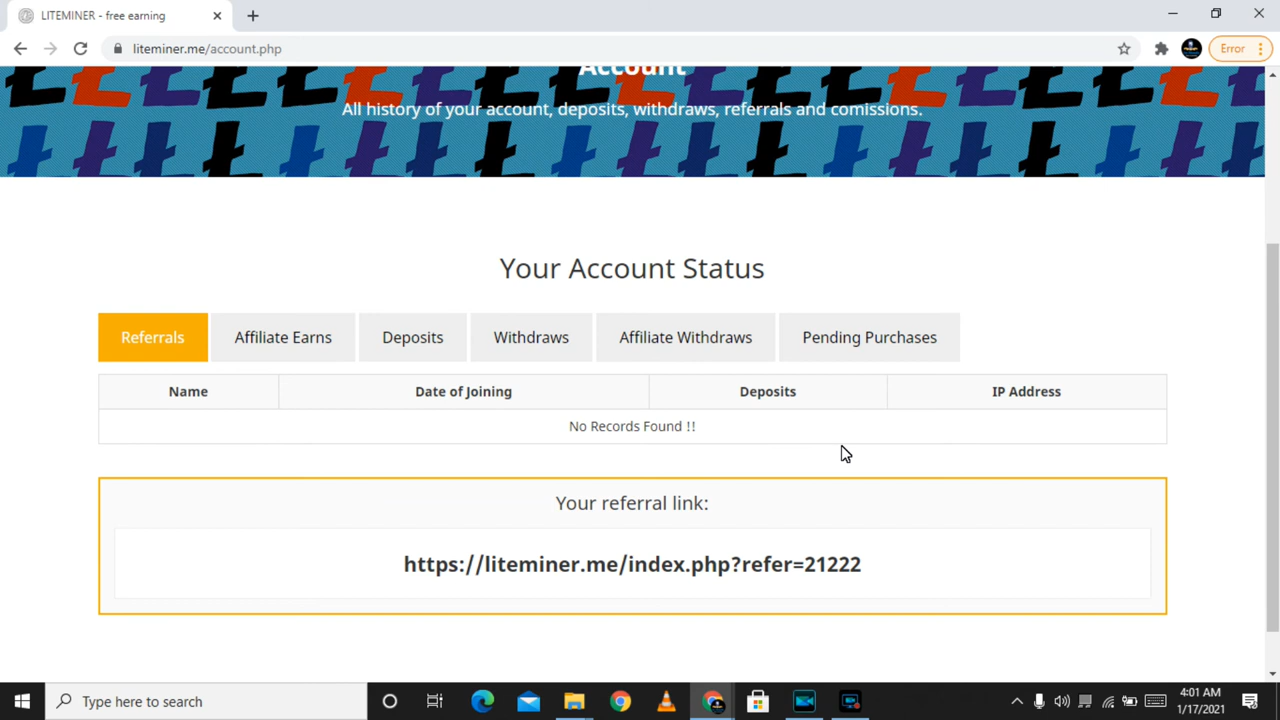 LITEMINER - free earning
liteminer.me/account.php
Error
Account
All history of your account, deposits, withdraws, referrals and comissions.
Your Account Status
Referrals
Affiliate Earns
Deposits
Withdraws
Affiliate Withdraws
Pending Purchases
Name
Date of Joining
Deposits
IP Address
No Records Found !!
Your referral link:
https://liteminer.me/index.php?refer=21222
Type here to search
4:01 AM
1/17/2021